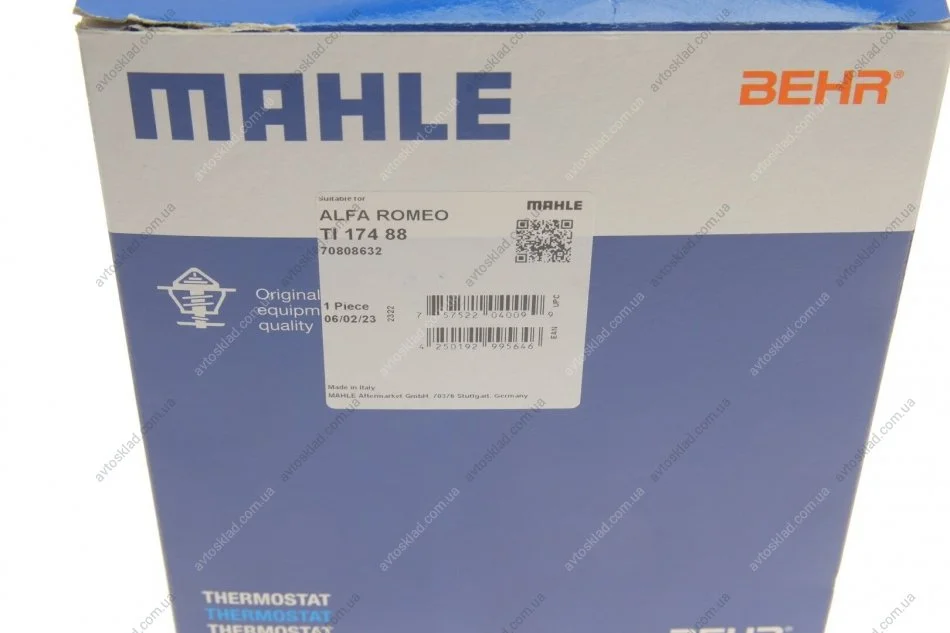 MAHLE
BEHR®
Suitable for
MAHLE
ALFA ROMEO
TI 174 88
70808632
Original
equipm
quality
1 Piece
06/02/23
2322
7 57522 04009 9
UPC
4 250192 995646
EAN
Made in Italy
MAHLE Aftermarket GmbH, 70376 Stuttgart, Germany
THERMOSTAT
THERMOSTAT
THERMOSTAT
BEHR®
avtosklad.com.ua